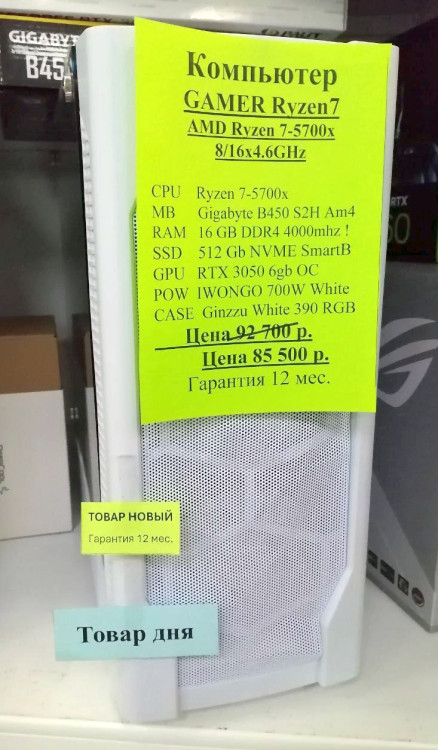 GIGABYT
B45
Компьютер
GAMER Ryzen7
AMD Ryzen 7-5700x
8/16x4.6GHz
CPU Ryzen 7-5700x
MB Gigabyte B450 S2H Am4
RAM 16 GB DDR4 4000mhz !
SSD 512 Gb NVME SmartB
GPU RTX 3050 6gb OC
POW IWONGO 700W White
CASE Ginzzu White 390 RGB
Цена 92 700 р.
Цена 85 500 р.
Гарантия 12 мес.
RTX
60
ТОВАР НОВЫЙ
Гарантия 12 мес.
Товар дня